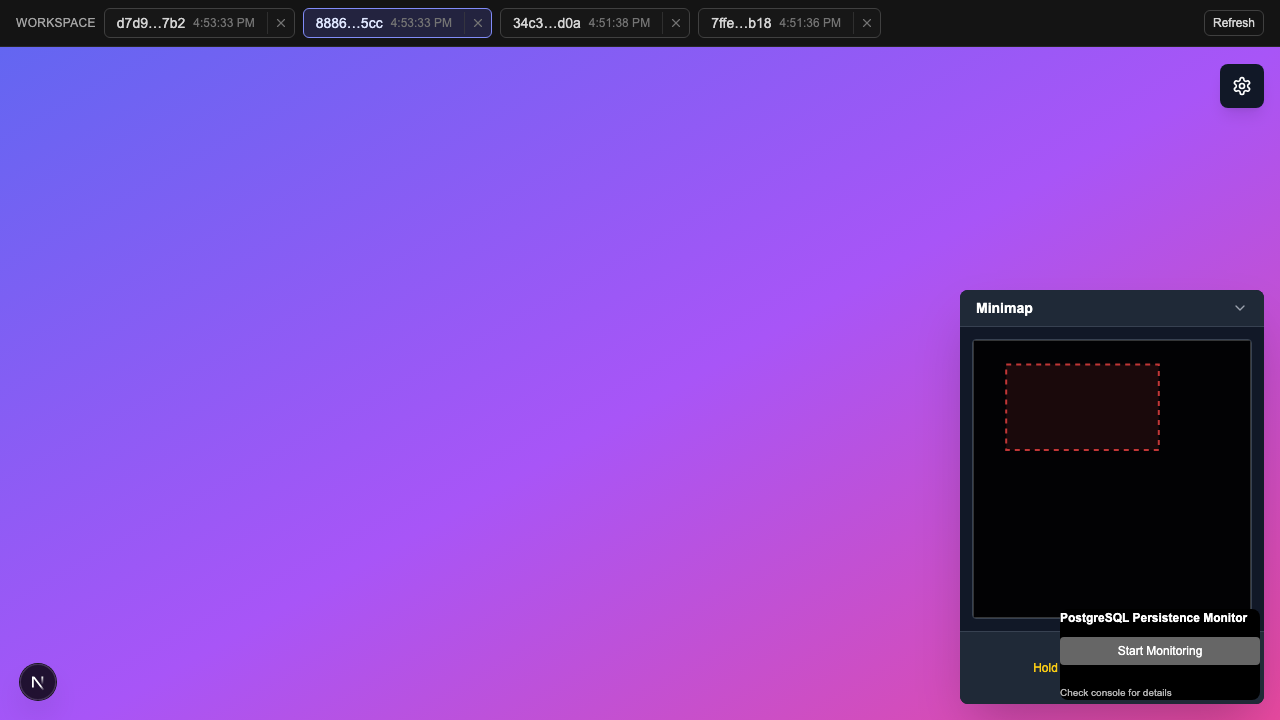 WORKSPACE d7d9…7b2 4:53:33 PM 8886…5cc 4:53:33 PM 34c3…d0a 4:51:38 PM 7ffe…b18 4:51:36 PM Refresh
Minimap
PostgreSQL Persistence Monitor
Start Monitoring
Hold
Check console for details
N